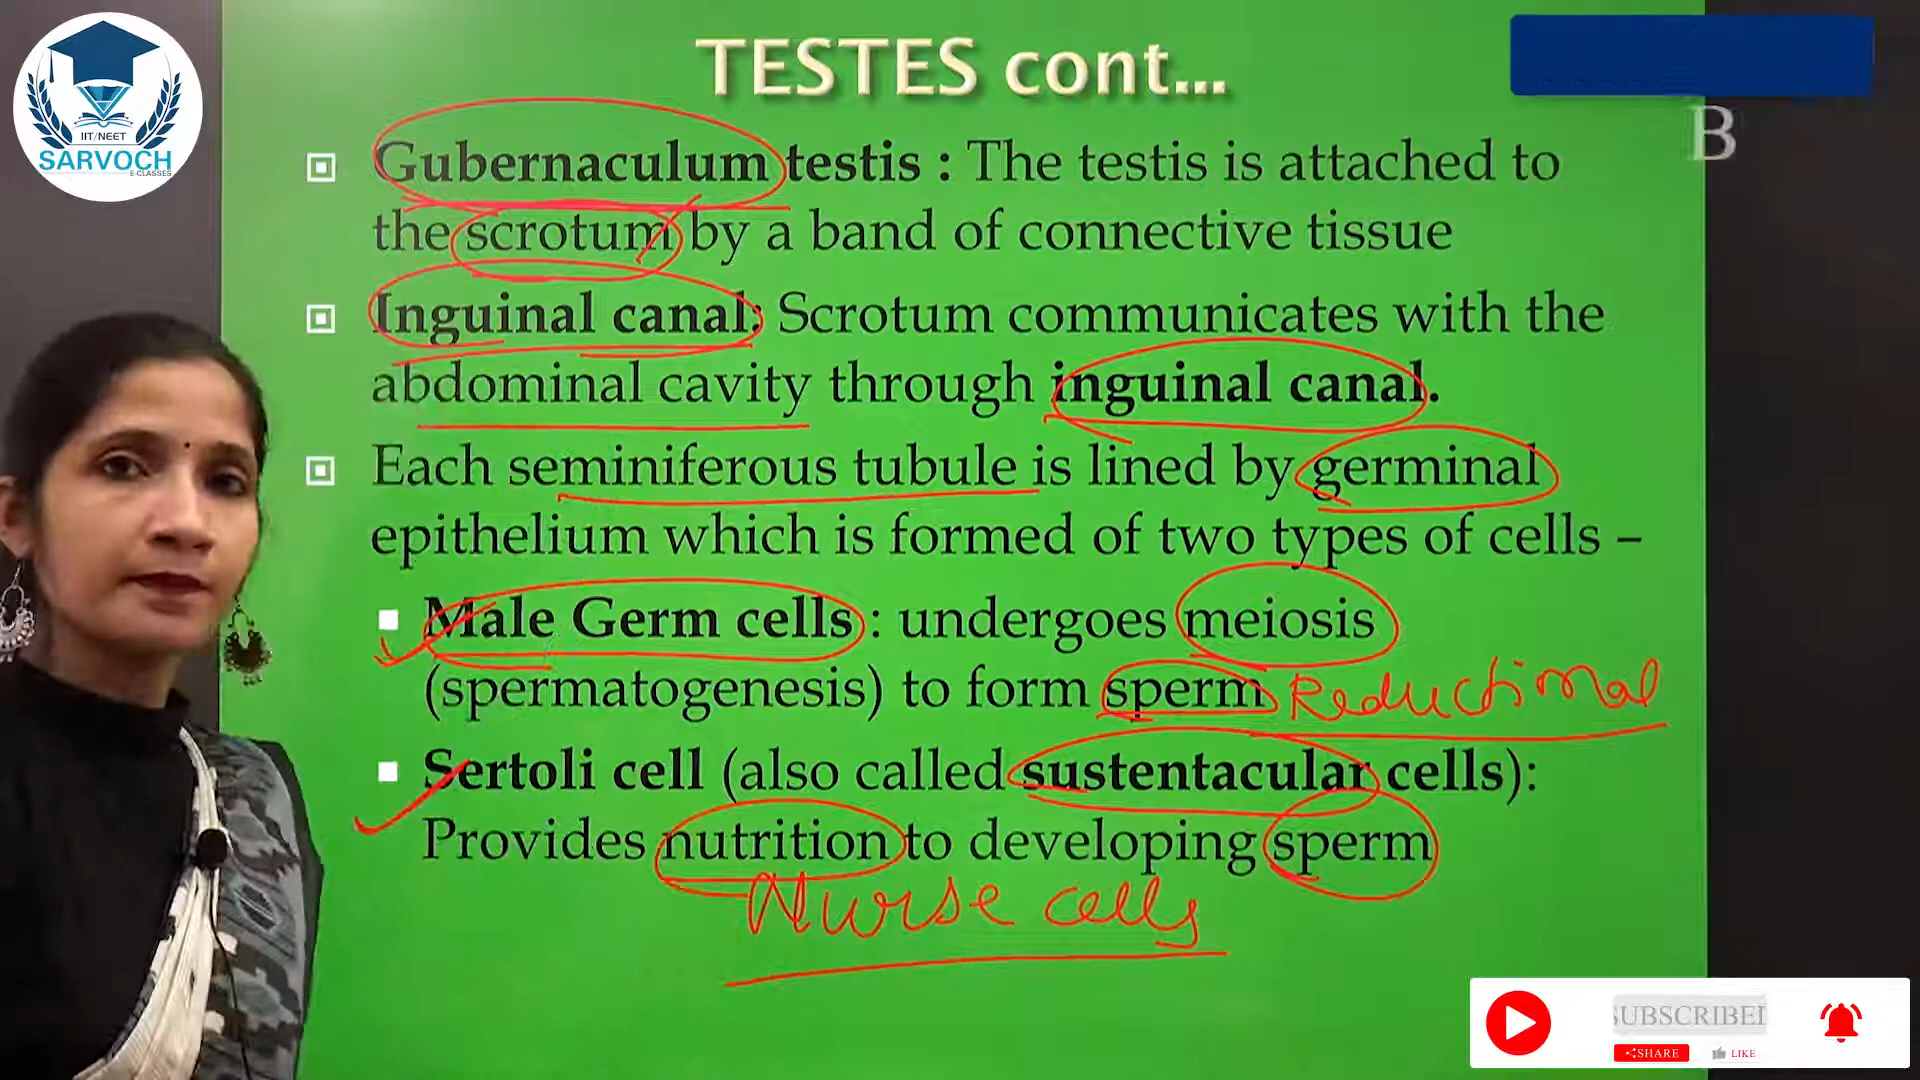 TESTES cont...
B
IIT/NEET
SARVOCH
E-CLASSES
Gubernaculum testis : The testis is attached to
the scrotum by a band of connective tissue
Inguinal canal: Scrotum communicates with the
abdominal cavity through inguinal canal.
Each seminiferous tubule is lined by germinal
epithelium which is formed of two types of cells –
Male Germ cells : undergoes meiosis
(spermatogenesis) to form sperm Reductional
Sertoli cell (also called sustentacular cells):
Provides nutrition to developing sperm
Nurse cells
SUBSCRIBED
SHARE LIKE